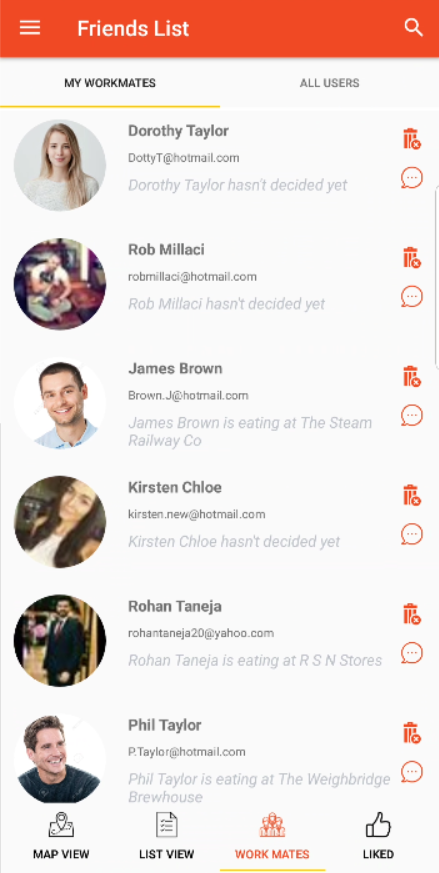 Friends List
MY WORKMATES
ALL USERS
Dorothy Taylor
DottyT@hotmail.com
Dorothy Taylor hasn't decided yet
Rob Millaci
robmillaci@hotmail.com
Rob Millaci hasn't decided yet
James Brown
Brown.J@hotmail.com
James Brown is eating at The Steam
Railway Co
Kirsten Chloe
kirsten.new@hotmail.com
Kirsten Chloe hasn't decided yet
Rohan Taneja
rohantaneja20@yahoo.com
Rohan Taneja is eating at R S N Stores
Phil Taylor
P.Taylor@hotmail.com
Phil Taylor is eating at The Weighbridge
Brewhouse
MAP VIEW
LIST VIEW
WORK MATES
LIKED